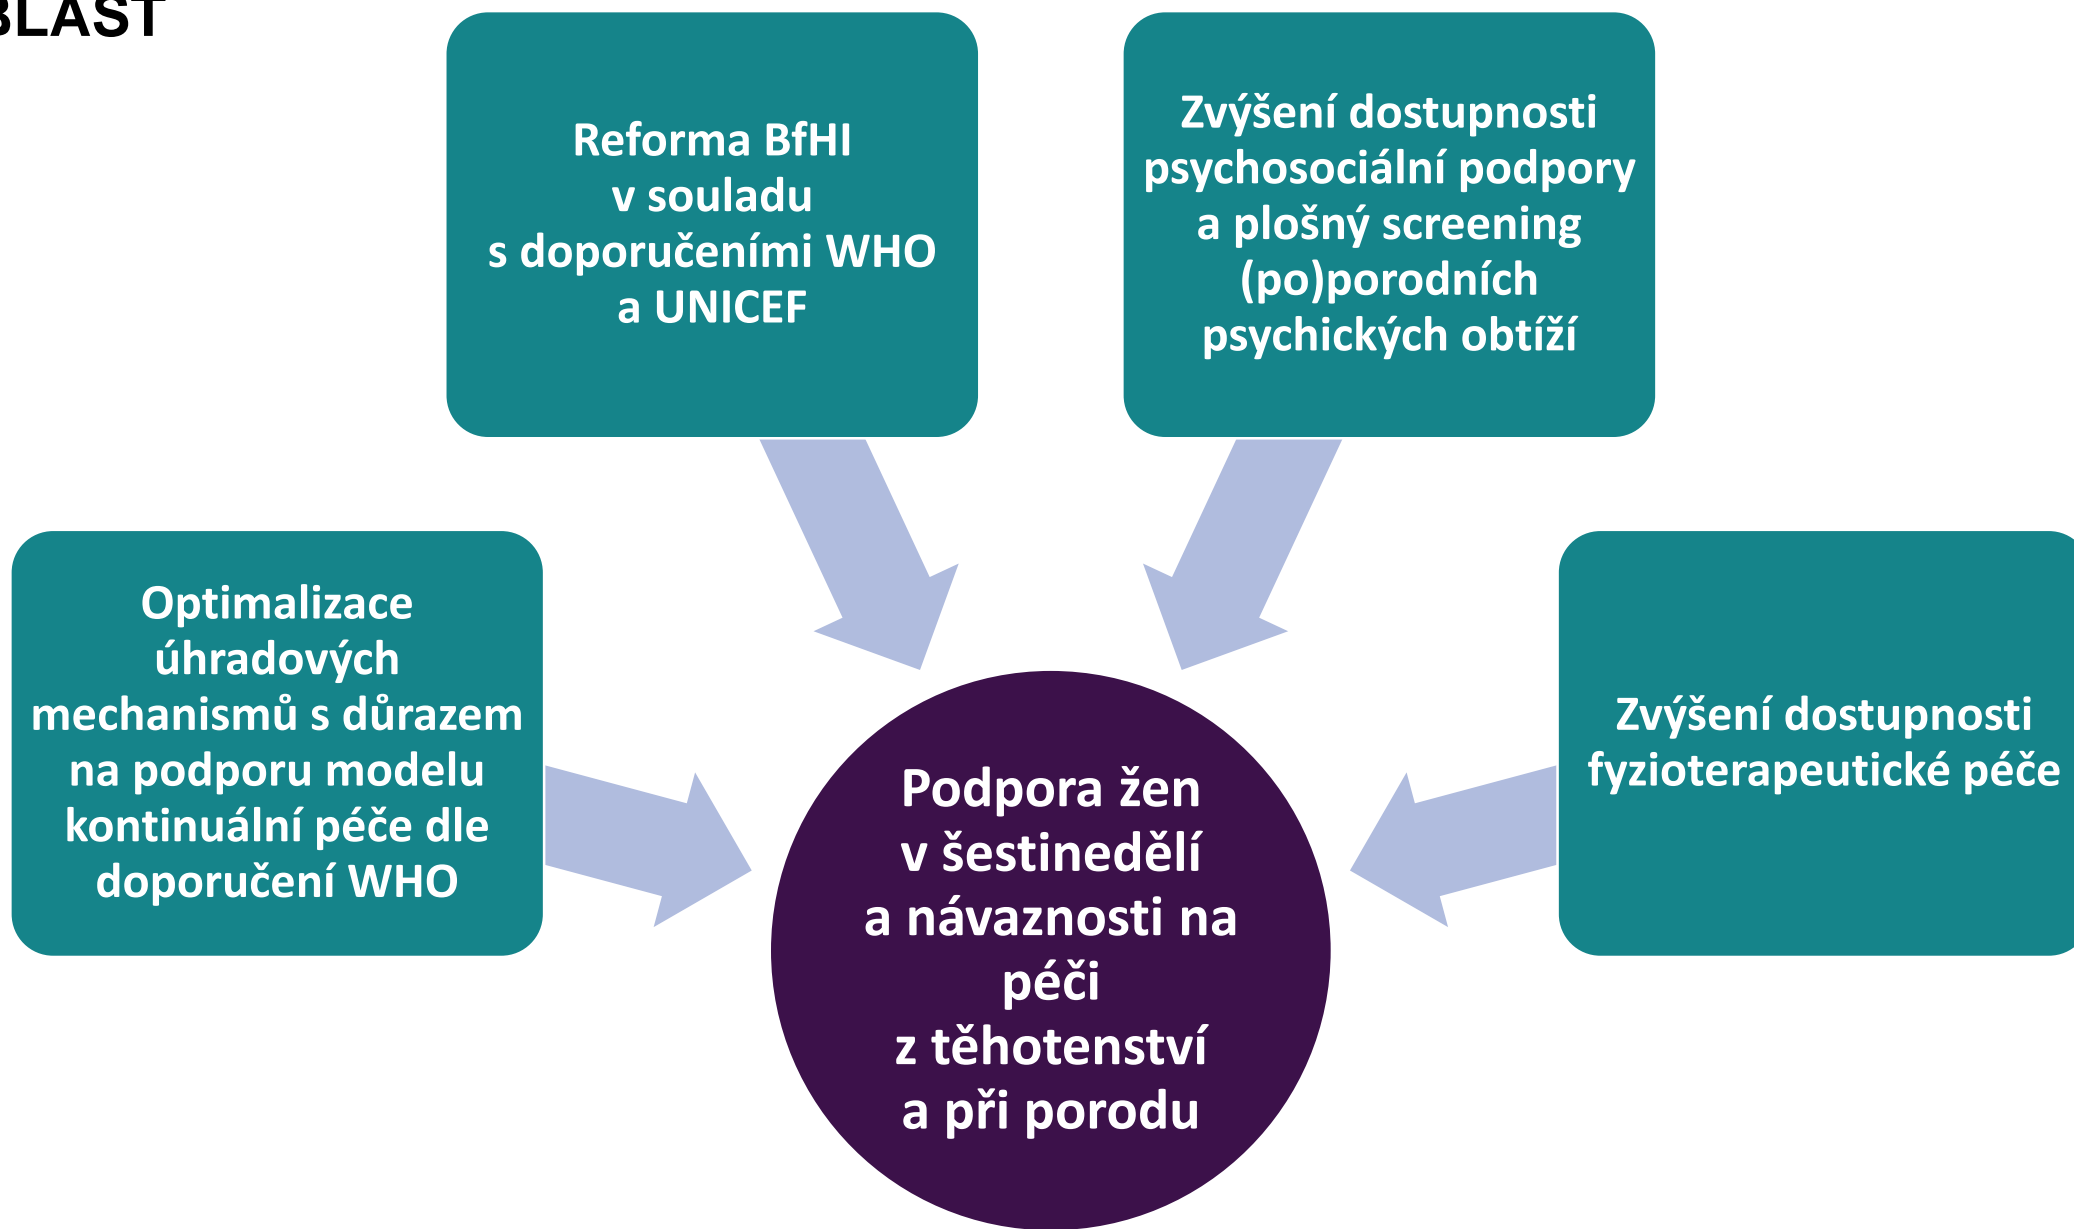 BLAST
Reforma BfHI
v souladu
s doporučeními WHO
a UNICEF
Zvýšení dostupnosti
psychosociální podpory
a plošný screening
(po)porodních
psychických obtíží
Optimalizace
úhradových
mechanismů s důrazem
na podporu modelu
kontinuální péče dle
doporučení WHO
Zvýšení dostupnosti
fyzioterapeutické péče
Podpora žen
v šestinedělí
a návaznosti na
péči
z těhotenství
a při porodu